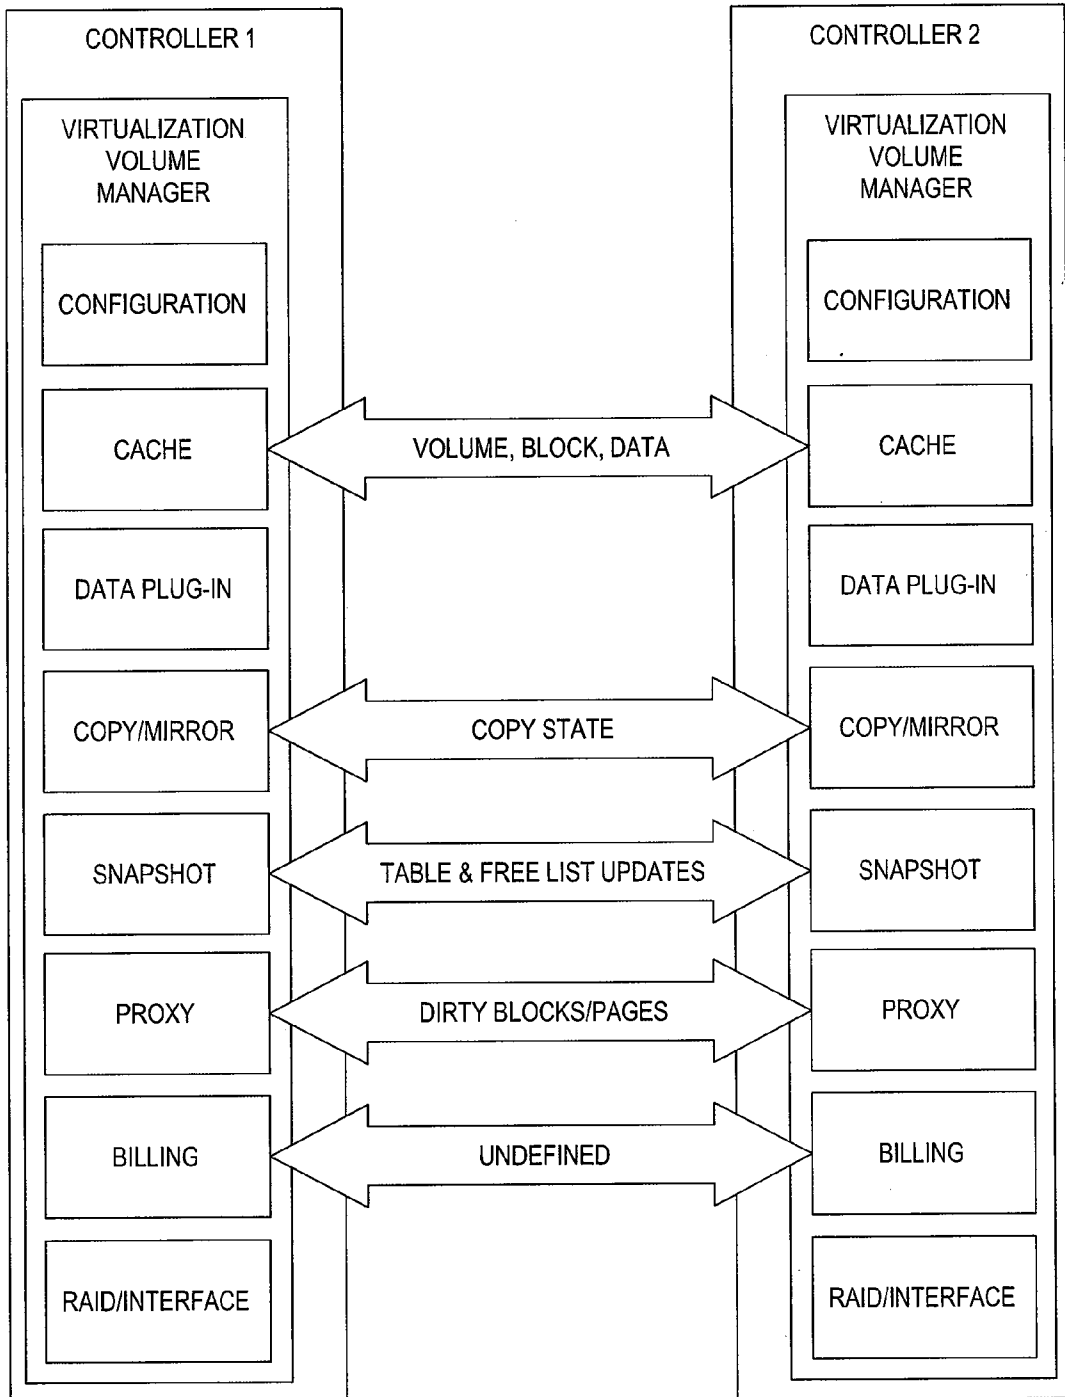 CONTROLLER 1
VIRTUALIZATION
VOLUME
MANAGER
CONFIGURATION
CACHE
DATA PLUG-IN
COPY/MIRROR
SNAPSHOT
PROXY
BILLING
RAID/INTERFACE
VOLUME, BLOCK, DATA
COPY STATE
TABLE & FREE LIST UPDATES
DIRTY BLOCKS/PAGES
UNDEFINED
CONTROLLER 2
VIRTUALIZATION
VOLUME
MANAGER
CONFIGURATION
CACHE
DATA PLUG-IN
COPY/MIRROR
SNAPSHOT
PROXY
BILLING
RAID/INTERFACE